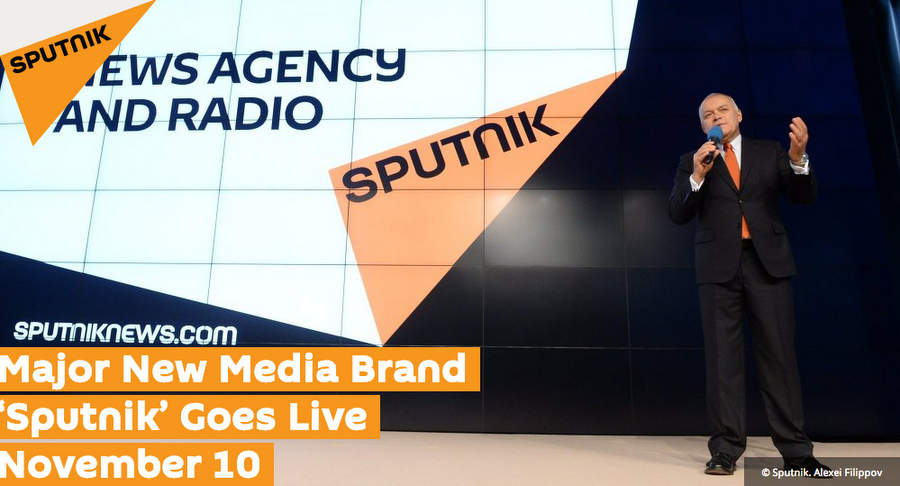 SPUTNIK
NEWS AGENCY
AND RADIO
SPUTNIK
SPUTNIKNEWS.COM
Major New Media Brand
‘Sputnik’ Goes Live
November 10
© Sputnik. Alexei Filippov